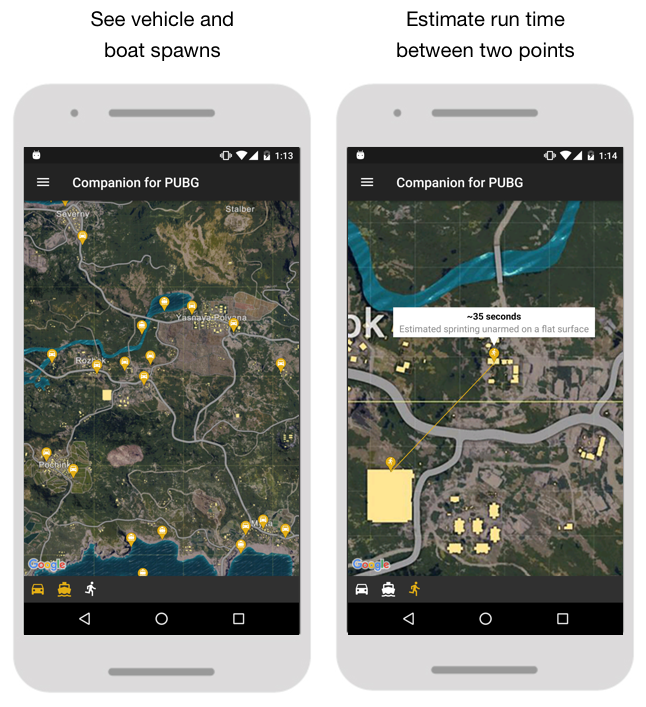 See vehicle and
boat spawns
Estimate run time
between two points
1:13
Companion for PUBG
Severny
Stalber
Yasnaya Polyana
Rozhok
Pochinki
Google
1:14
Companion for PUBG
ok
~35 seconds
Estimated sprinting unarmed on a flat surface
Google